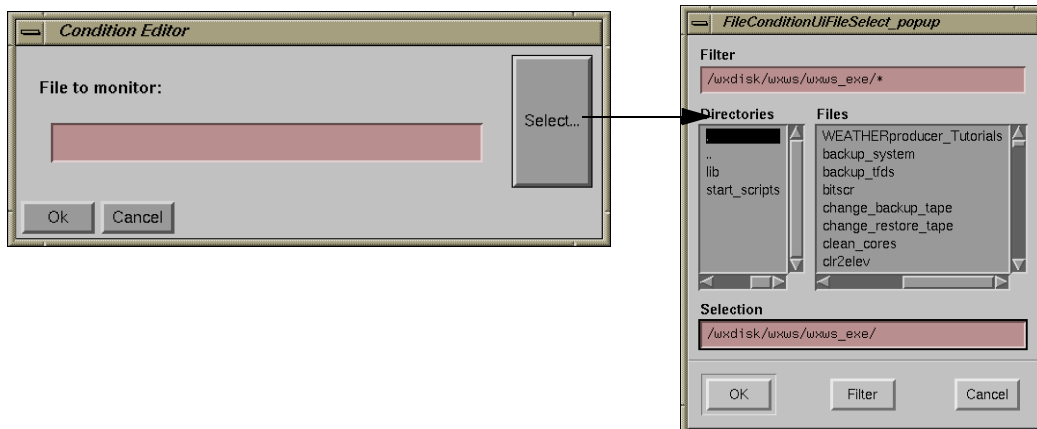 Condition Editor
File to monitor:
Select...
Ok
Cancel
FileConditionUiFileSelect_popup
Filter
/wxdisk/wxws/wxws_exe/*
Directories
Files
.
..
lib
start_scripts
WEATHERproducer_Tutorials
backup_system
backup_tfds
bitscr
change_backup_tape
change_restore_tape
clean_cores
clr2elev
Selection
/wxdisk/wxws/wxws_exe/
OK
Filter
Cancel